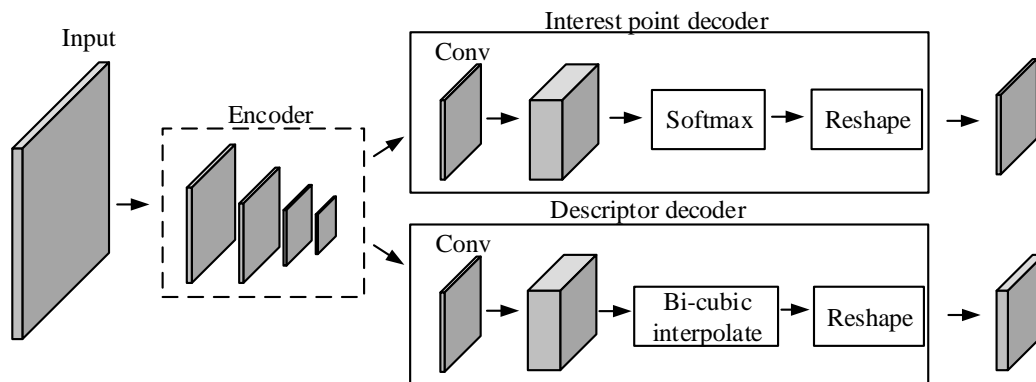 Interest point decoder
Input
Conv
Encoder
Softmax
Reshape
Descriptor decoder
Conv
Bi-cubic
interpolate
Reshape